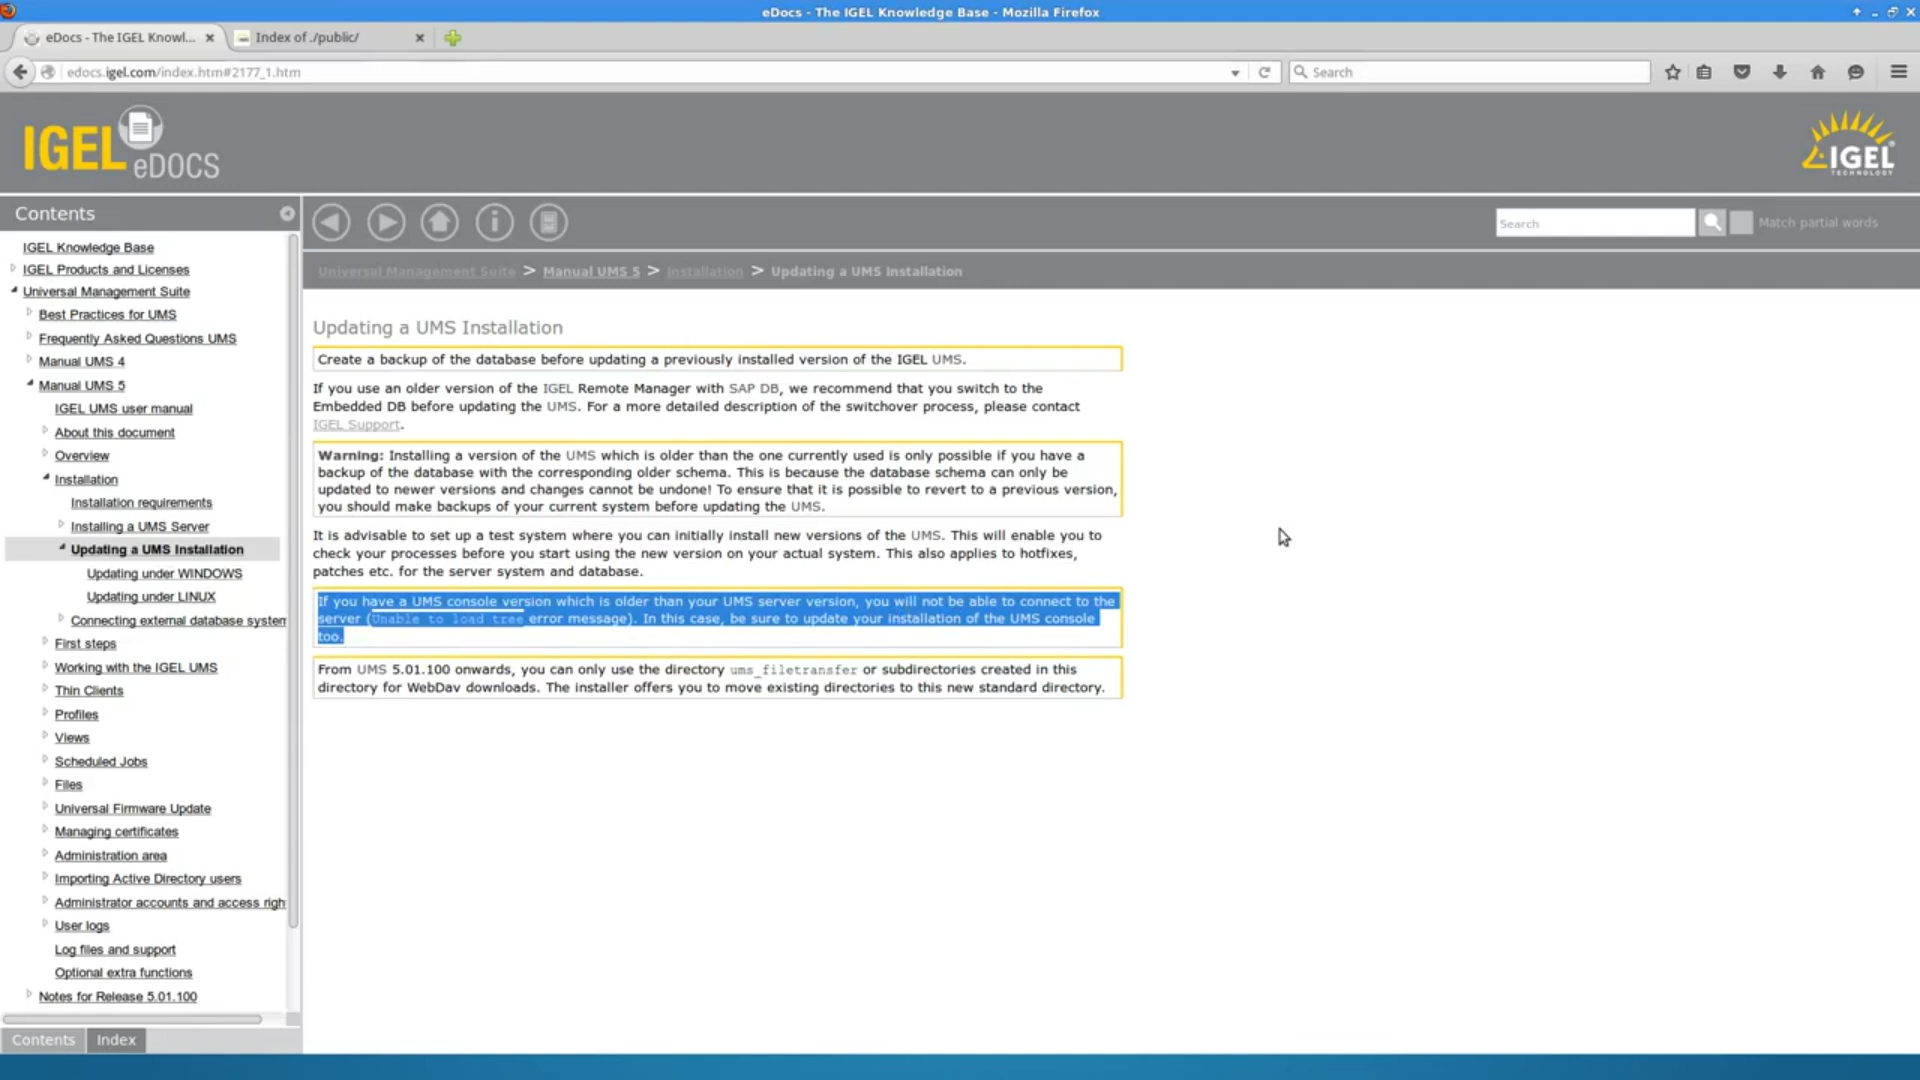 eDocs - The IGEL Knowledge Base - Mozilla Firefox
eDocs - The IGEL Knowl...
Index of ./public/
edocs.igel.com/index.htm#2177_1.htm
Search
IGEL eDOCS
IGEL
TECHNOLOGY
Contents
Search
Match partial words
Universal Management Suite > Manual UMS 5 > Installation > Updating a UMS Installation
IGEL Knowledge Base
IGEL Products and Licenses
Universal Management Suite
Best Practices for UMS
Frequently Asked Questions UMS
Manual UMS 4
Manual UMS 5
IGEL UMS user manual
About this document
Overview
Installation
Installation requirements
Installing a UMS Server
Updating a UMS Installation
Updating under WINDOWS
Updating under LINUX
Connecting external database system
First steps
Working with the IGEL UMS
Thin Clients
Profiles
Views
Scheduled Jobs
Files
Universal Firmware Update
Managing certificates
Administration area
Importing Active Directory users
Administrator accounts and access righ
User logs
Log files and support
Optional extra functions
Notes for Release 5.01.100
Contents
Index
Updating a UMS Installation
Create a backup of the database before updating a previously installed version of the IGEL UMS.
If you use an older version of the IGEL Remote Manager with SAP DB, we recommend that you switch to the
Embedded DB before updating the UMS. For a more detailed description of the switchover process, please contact
IGEL Support.
Warning: Installing a version of the UMS which is older than the one currently used is only possible if you have a
backup of the database with the corresponding older schema. This is because the database schema can only be
updated to newer versions and changes cannot be undone! To ensure that it is possible to revert to a previous version,
you should make backups of your current system before updating the UMS.
It is advisable to set up a test system where you can initially install new versions of the UMS. This will enable you to
check your processes before you start using the new version on your actual system. This also applies to hotfixes,
patches etc. for the server system and database.
If you have a UMS console version which is older than your UMS server version, you will not be able to connect to the
server (Unable to load tree error message). In this case, be sure to update your installation of the UMS console
too.
From UMS 5.01.100 onwards, you can only use the directory ums_filetransfer or subdirectories created in this
directory for WebDav downloads. The installer offers you to move existing directories to this new standard directory.